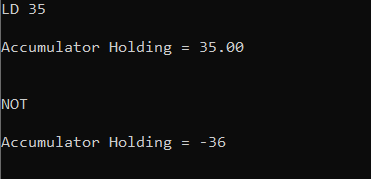 LD 35
Accumulator Holding = 35.00
NOT
Accumulator Holding = -36